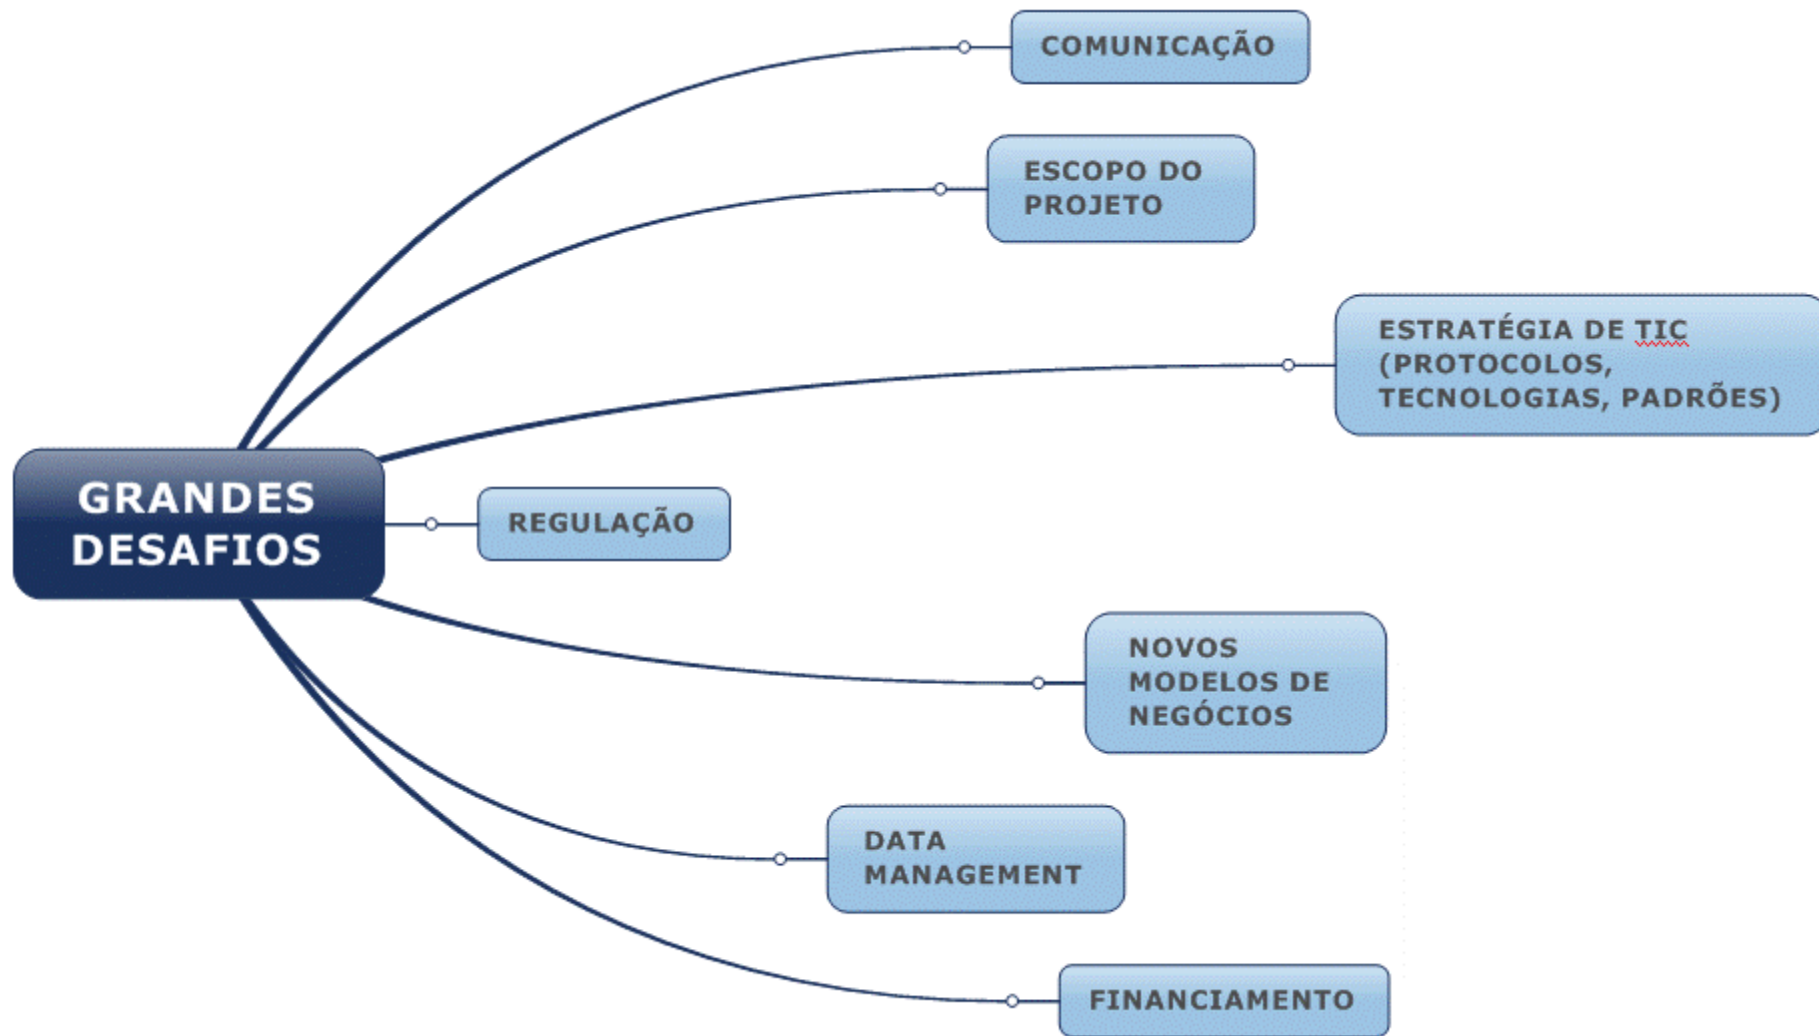 COMUNICAÇÃO
ESCOPO DO
PROJETO
ESTRATÉGIA DE TIC
(PROTOCOLOS,
TECNOLOGIAS, PADRÕES)
GRANDES
DESAFIOS
REGULAÇÃO
NOVOS
MODELOS DE
NEGÓCIOS
DATA
MANAGEMENT
FINANCIAMENTO